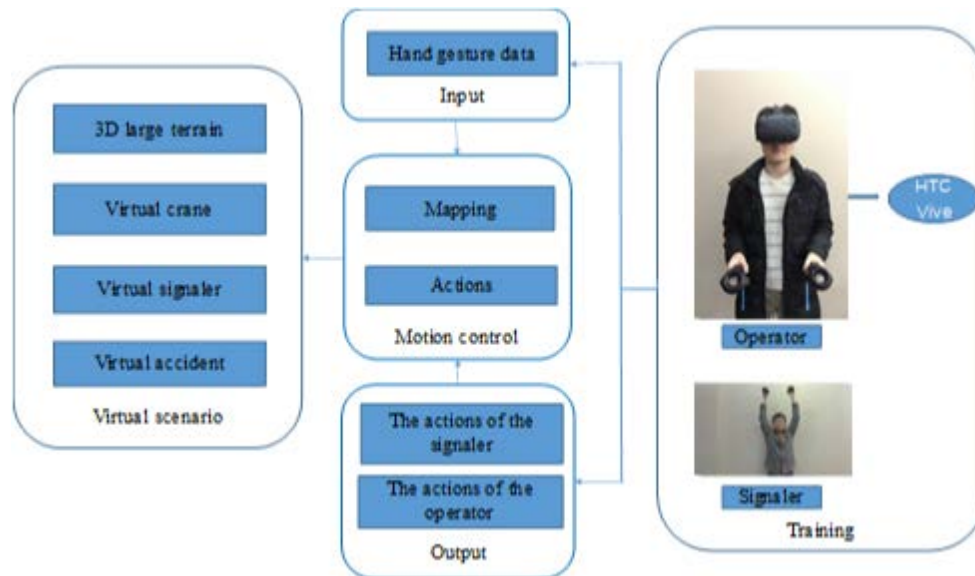 3D large terrain
Virtual crane
Virtual signaler
Virtual accident
Virtual scenario
Hand gesture data
Input
Mapping
Actions
Motion control
The actions of the
signaler
The actions of the
operator
Output
HTC
Vive
Operator
Signaler
Training